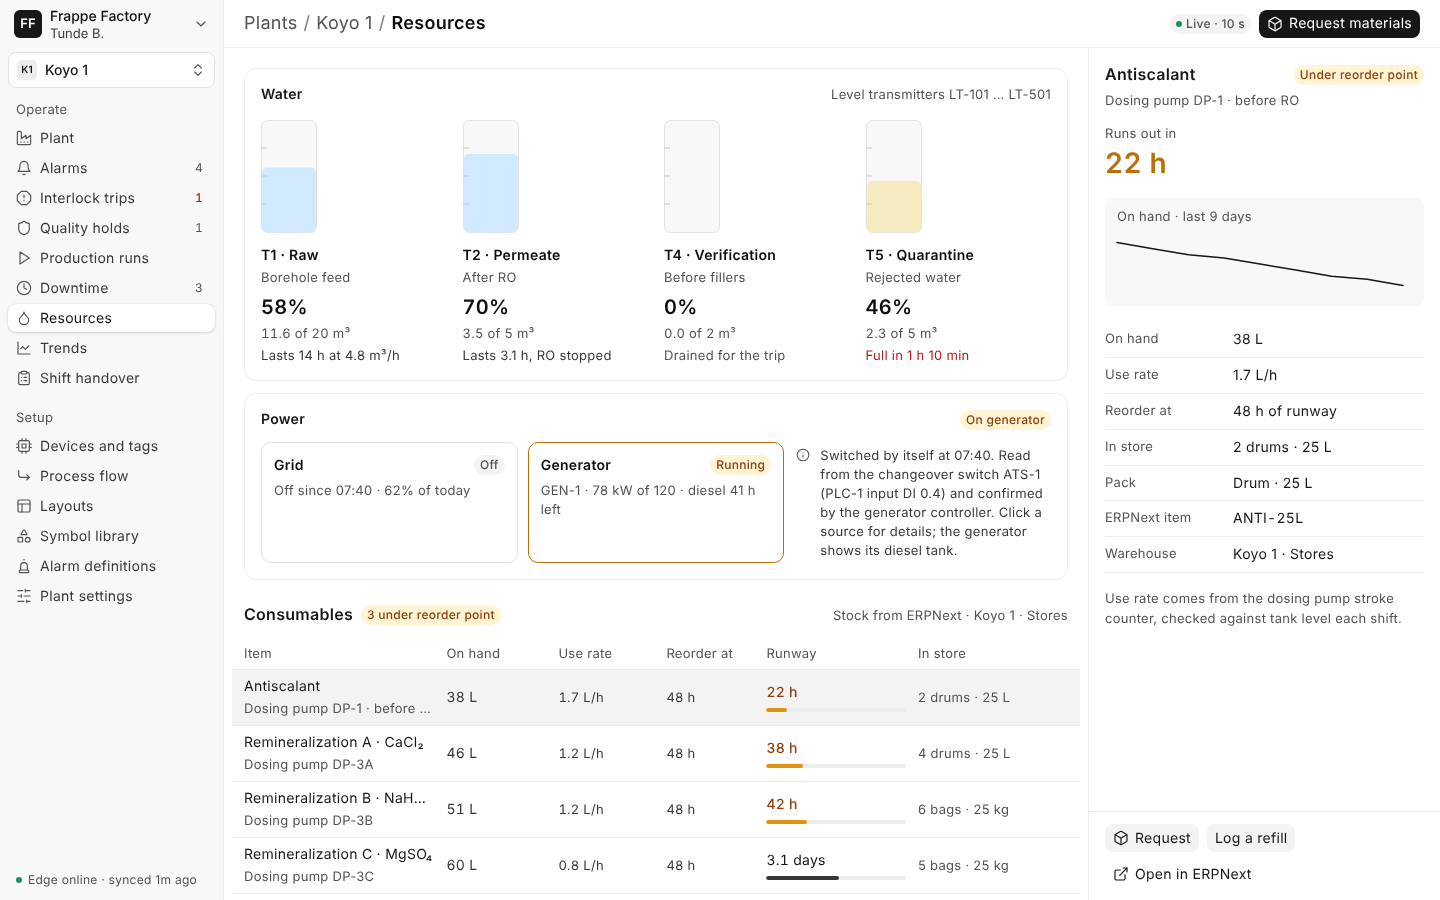 FF
Frappe Factory
Tunde B.
K1
Koyo 1
Operate
Plant
Alarms 4
Interlock trips 1
Quality holds 1
Production runs
Downtime 3
Resources
Trends
Shift handover
Setup
Devices and tags
Process flow
Layouts
Symbol library
Alarm definitions
Plant settings
Edge online · synced 1m ago
Plants / Koyo 1 / Resources
Live · 10 s
Request materials
Water
Level transmitters LT-101 … LT-501
T1 · Raw
Borehole feed
58%
11.6 of 20 m³
Lasts 14 h at 4.8 m³/h
T2 · Permeate
After RO
70%
3.5 of 5 m³
Lasts 3.1 h, RO stopped
T4 · Verification
Before fillers
0%
0.0 of 2 m³
Drained for the trip
T5 · Quarantine
Rejected water
46%
2.3 of 5 m³
Full in 1 h 10 min
Power
On generator
Grid
Off
Off since 07:40 · 62% of today
Generator
Running
GEN-1 · 78 kW of 120 · diesel 41 h
left
Switched by itself at 07:40. Read
from the changeover switch ATS-1
(PLC-1 input DI 0.4) and confirmed
by the generator controller. Click a
source for details; the generator
shows its diesel tank.
Consumables
3 under reorder point
Stock from ERPNext · Koyo 1 · Stores
Item On hand Use rate Reorder at Runway In store
Antiscalant
Dosing pump DP-1 · before …
38 L 1.7 L/h 48 h 22 h 2 drums · 25 L
Remineralization A · CaCl₂
Dosing pump DP-3A
46 L 1.2 L/h 48 h 38 h 4 drums · 25 L
Remineralization B · NaH…
Dosing pump DP-3B
51 L 1.2 L/h 48 h 42 h 6 bags · 25 kg
Remineralization C · MgSO₄
Dosing pump DP-3C
60 L 0.8 L/h 48 h 3.1 days 5 bags · 25 kg
Antiscalant
Under reorder point
Dosing pump DP-1 · before RO
Runs out in
22 h
On hand · last 9 days
On hand 38 L
Use rate 1.7 L/h
Reorder at 48 h of runway
In store 2 drums · 25 L
Pack Drum · 25 L
ERPNext item ANTI-25L
Warehouse Koyo 1 · Stores
Use rate comes from the dosing pump stroke
counter, checked against tank level each shift.
Request
Log a refill
Open in ERPNext